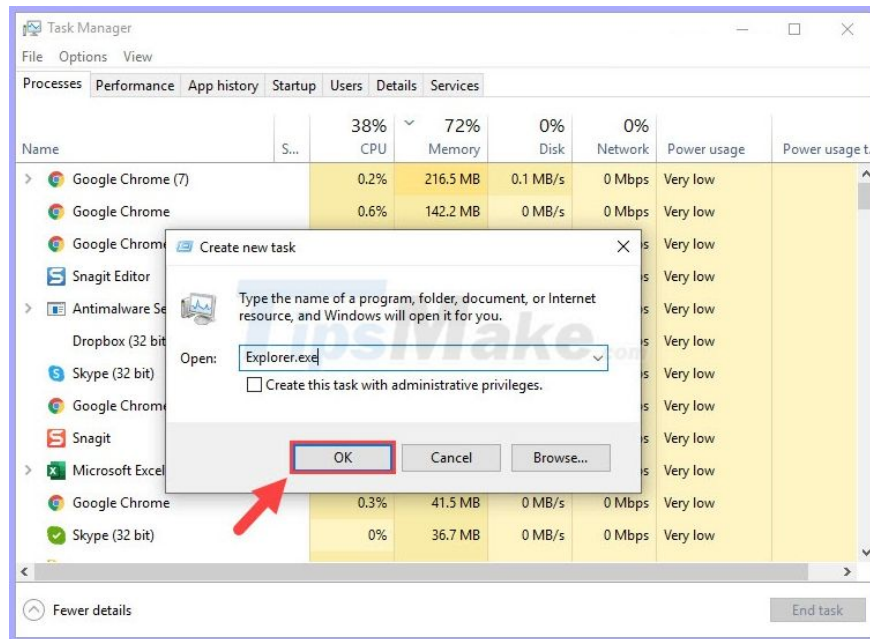 Task Manager
File Options View
Processes Performance App history Startup Users Details Services
38% 72% 0% 0%
Name S... CPU Memory Disk Network Power usage Power usage t.
Google Chrome (7) 0.2% 216.5 MB 0.1 MB/s 0 Mbps Very low
Google Chrome 0.6% 142.2 MB 0 MB/s 0 Mbps Very low
Google Chrome Very low
Create new task
Snagit Editor Very low
Type the name of a program, folder, document, or Internet
resource, and Windows will open it for you.
Antimalware Se Very low
TipsMake.com
Dropbox (32 bit Very low
Open: Explorer.exe
Skype (32 bit) Very low
Create this task with administrative privileges.
Google Chrome Very low
Snagit Very low
OK Cancel Browse...
Microsoft Excel Very low
Google Chrome 0.3% 41.5 MB 0 MB/s 0 Mbps Very low
Skype (32 bit) 0% 36.7 MB 0 MB/s 0 Mbps Very low
Fewer details End task